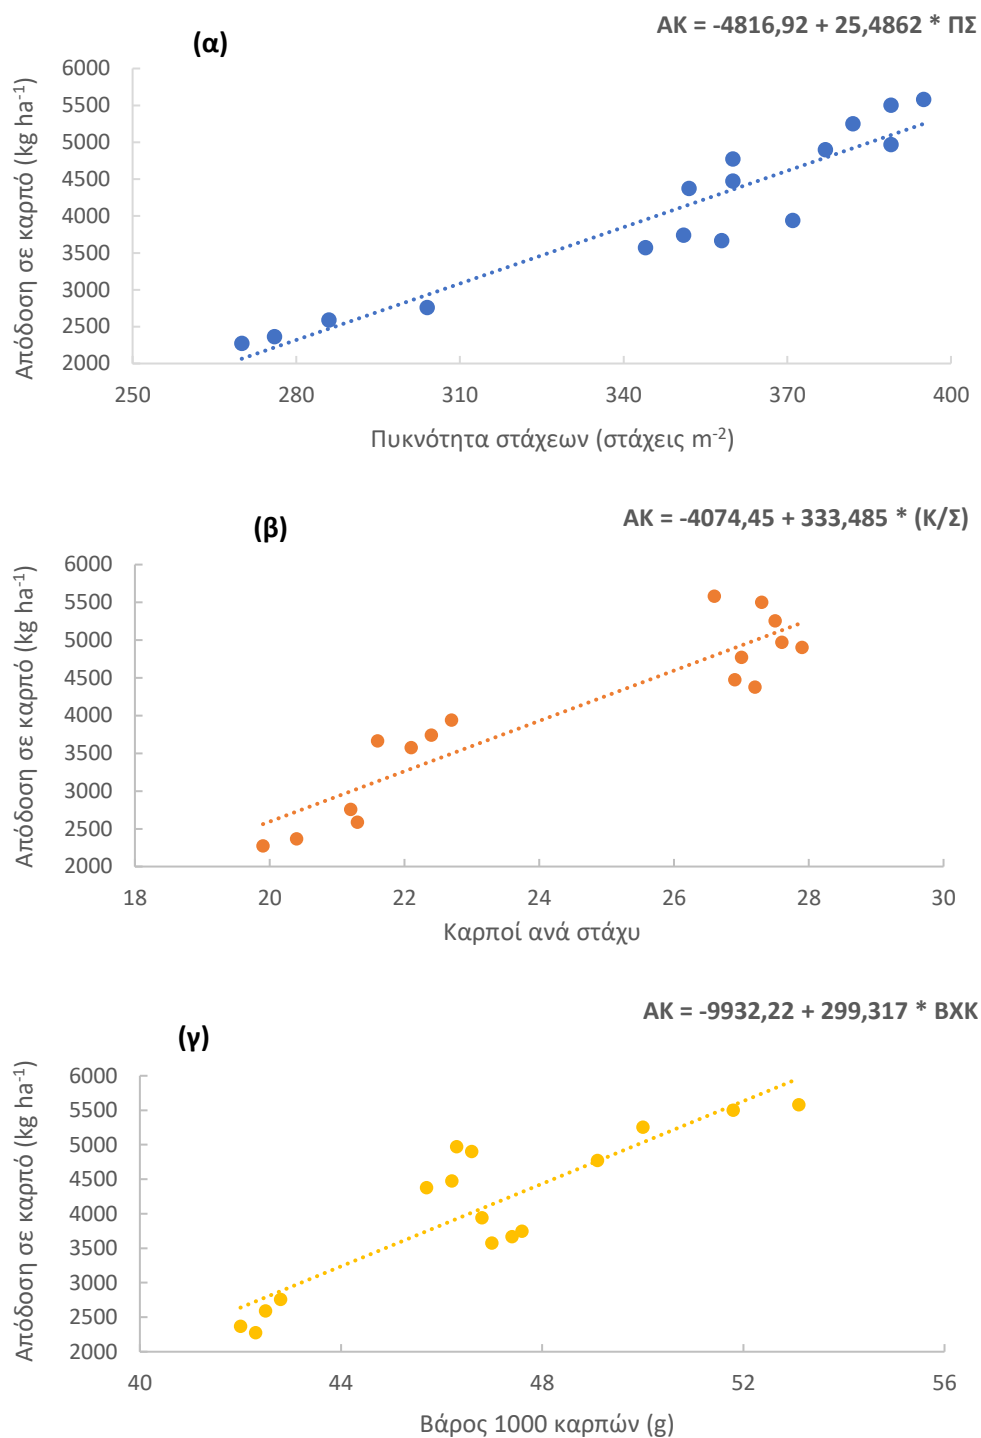 (α)
ΑΚ = -4816,92 + 25,4862 * ΠΣ
Απόδοση σε καρπό (kg ha-1)
6000
5500
5000
4500
4000
3500
3000
2500
2000
250 280 310 340 370 400
Πυκνότητα στάχεων (στάχεις m-2)
(β)
ΑΚ = -4074,45 + 333,485 * (Κ/Σ)
Απόδοση σε καρπό (kg ha-1)
6000
5500
5000
4500
4000
3500
3000
2500
2000
18 20 22 24 26 28 30
Καρποί ανά στάχυ
(γ)
ΑΚ = -9932,22 + 299,317 * ΒΧΚ
Απόδοση σε καρπό (kg ha-1)
6000
5500
5000
4500
4000
3500
3000
2500
2000
40 44 48 52 56
Βάρος 1000 καρπών (g)